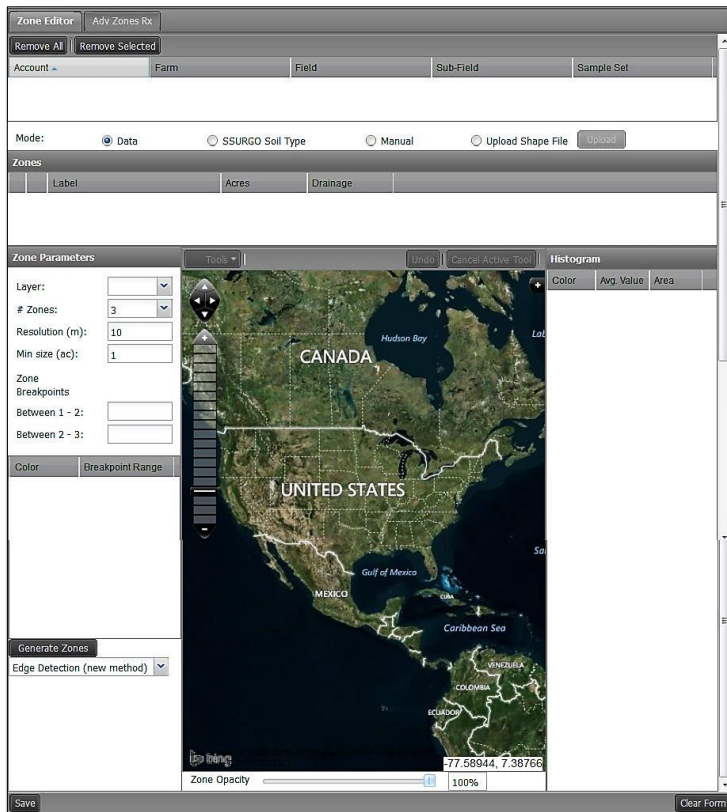 Zone Editor Adv Zones Rx
Remove All Remove Selected
Account Farm Field Sub-Field Sample Set
Mode: Data SSURGO Soil Type Manual Upload Shape File Upload
Zones
Label Acres Drainage
Zone Parameters
Layer:
# Zones: 3
Resolution (m): 10
Min size (ac): 1
Zone
Breakpoints
Between 1 - 2:
Between 2 - 3:
Color Breakpoint Range
Generate Zones
Edge Detection (new method)
Tools Undo Cancel Active Tool
Hudson Bay
Lab
CANADA
UNITED STATES
Sa
Gulf of Mexico
MEXICO
CUBA
Caribbean Sea
VENEZUELA
COLOMBIA
ECUADOR
bing
-77.58944, 7.38766
Zone Opacity 100%
Histogram
Color Avg. Value Area
Save Clear Form